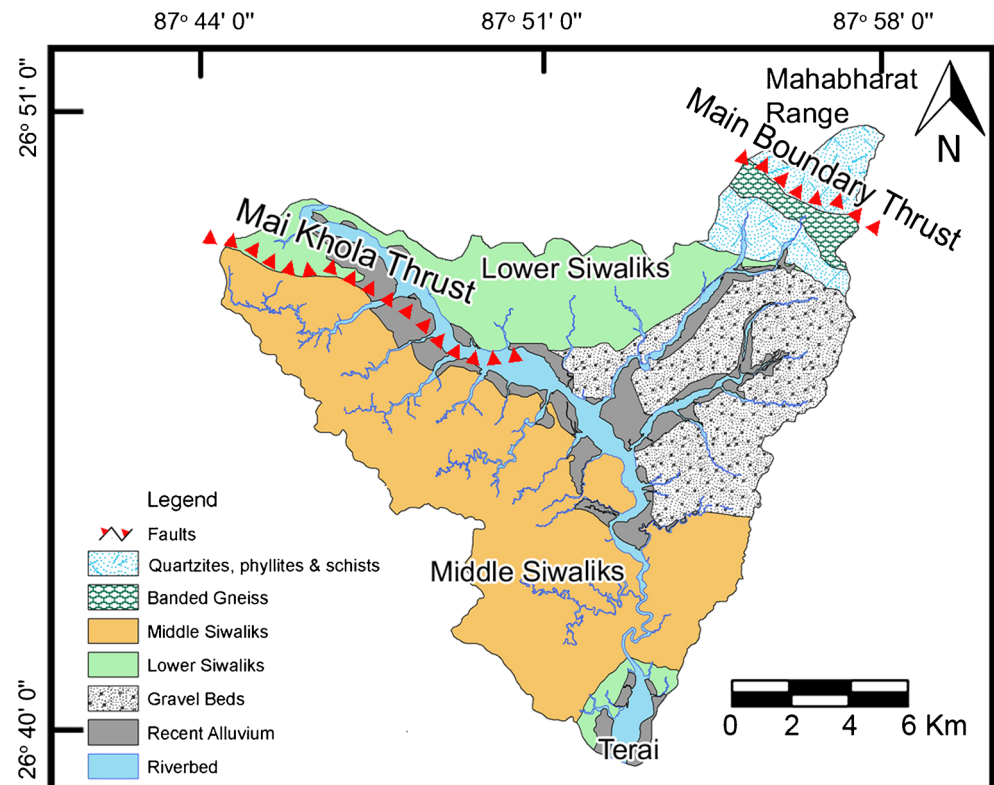 87° 44' 0"
87° 51' 0"
87° 58' 0"
26° 51' 0"
26° 40' 0"
Mahabharat
Range
Main Boundary Thrust
N
Mai Khola Thrust
Lower Siwaliks
Middle Siwaliks
Terai
Legend
Faults
Quartzites, phyllites & schists
Banded Gneiss
Middle Siwaliks
Lower Siwaliks
Gravel Beds
Recent Alluvium
Riverbed
0 2 4 6 Km